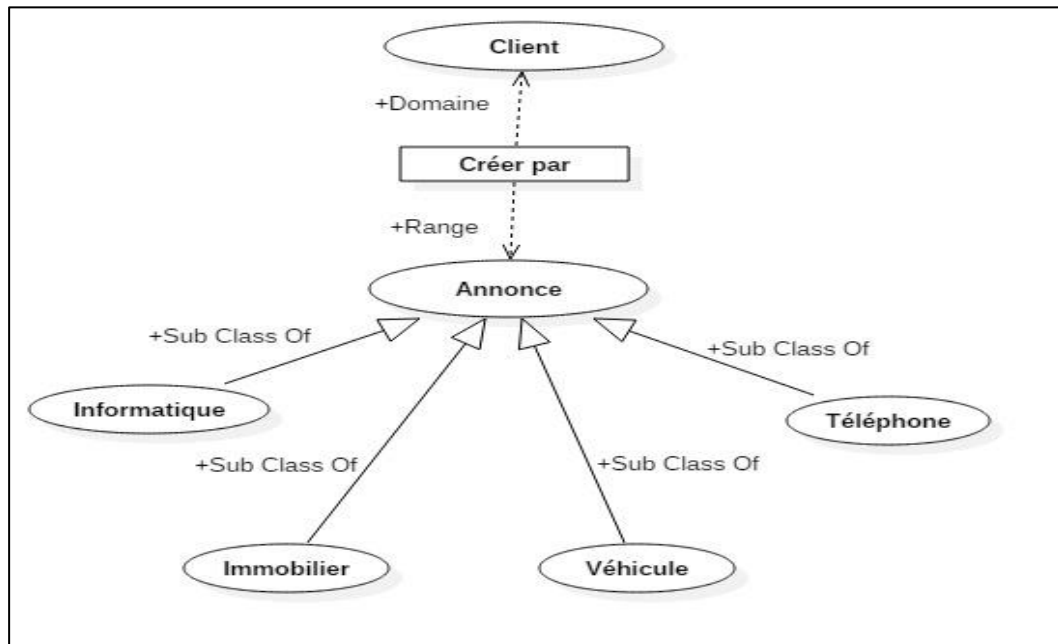 Client
+Domaine
Créer par
+Range
Annonce
+Sub Class Of
+Sub Class Of
Informatique
Téléphone
+Sub Class Of
+Sub Class Of
Immobilier
Véhicule